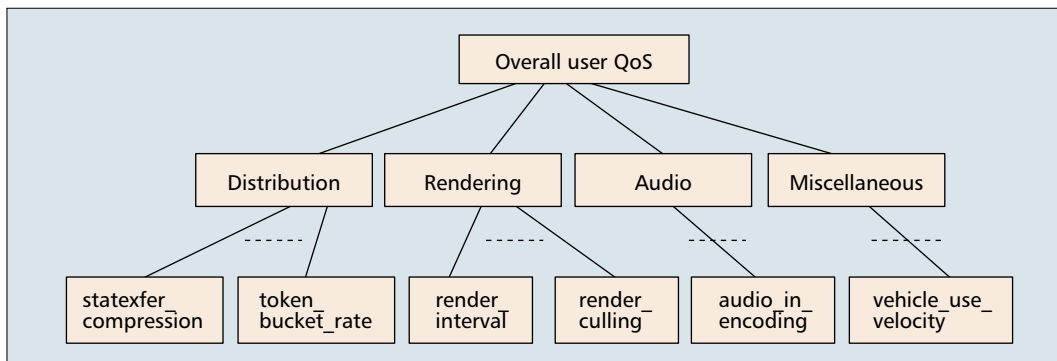 Overall user QoS
Distribution
Rendering
Audio
Miscellaneous
statexfer_
compression
token_
bucket_rate
render_
interval
render_
culling
audio_in_
encoding
vehicle_use_
velocity